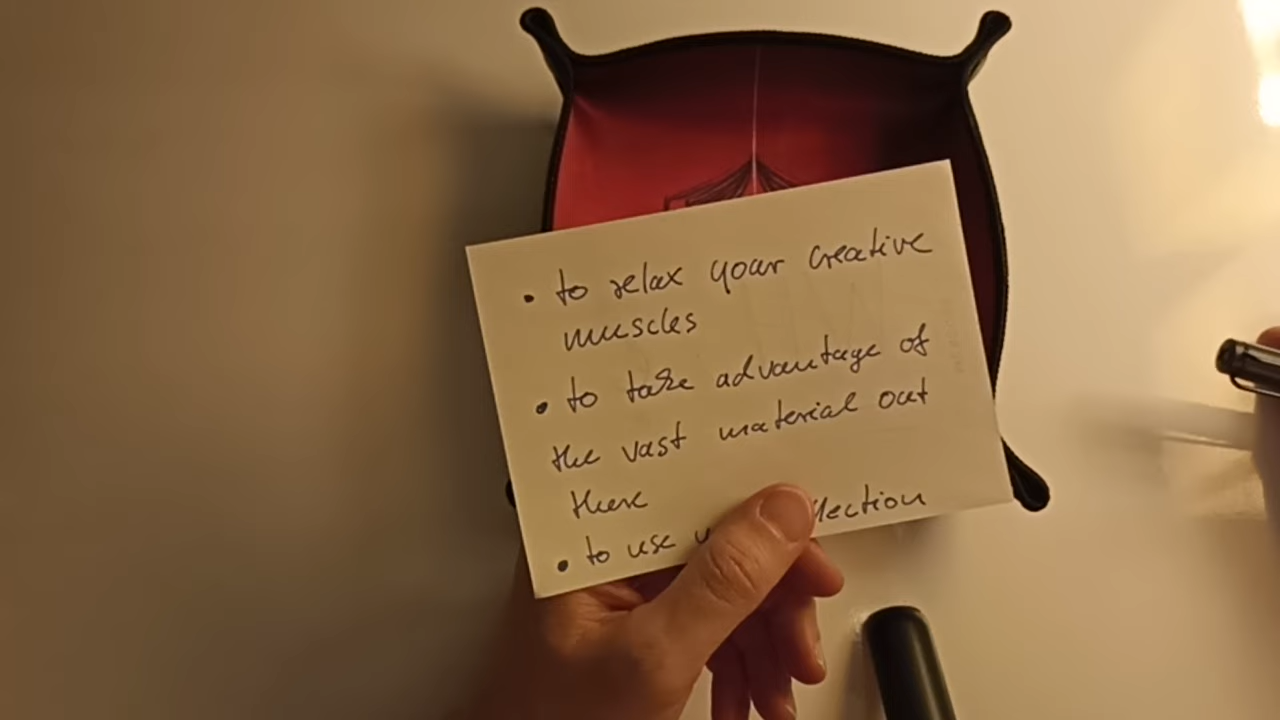 • to relax your creative
muscles
• to take advantage of
the vast material out
there
• to use